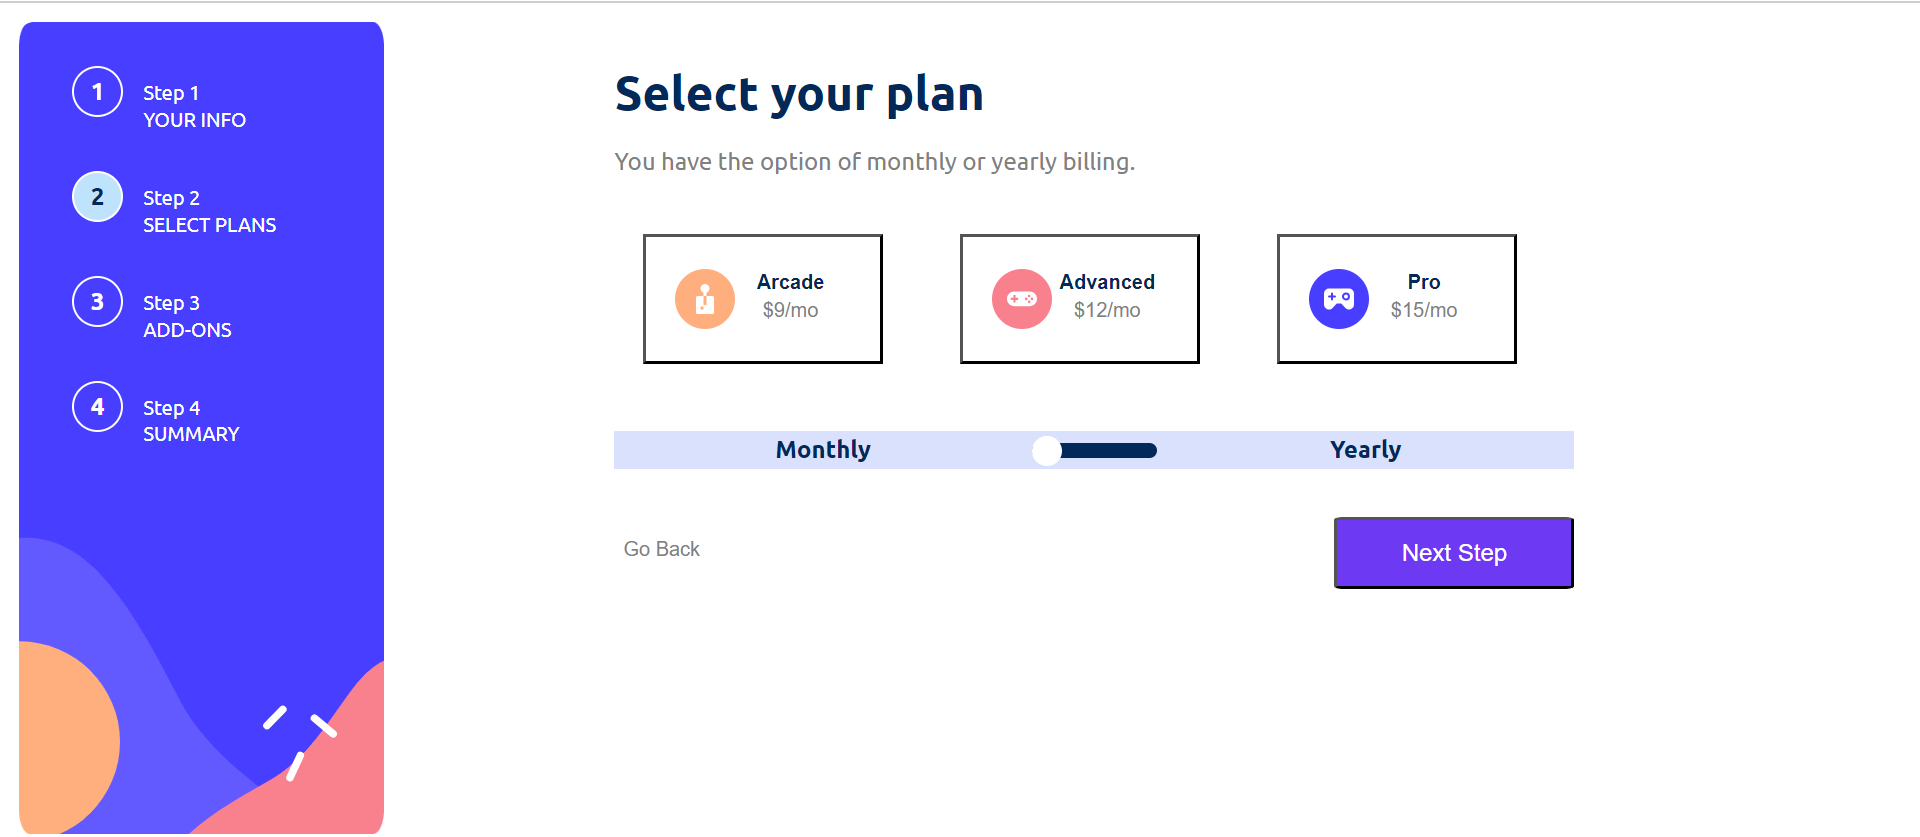 1
Step 1
YOUR INFO
2
Step 2
SELECT PLANS
3
Step 3
ADD-ONS
4
Step 4
SUMMARY
Select your plan
You have the option of monthly or yearly billing.
Arcade
$9/mo
Advanced
$12/mo
Pro
$15/mo
Monthly
Yearly
Go Back
Next Step